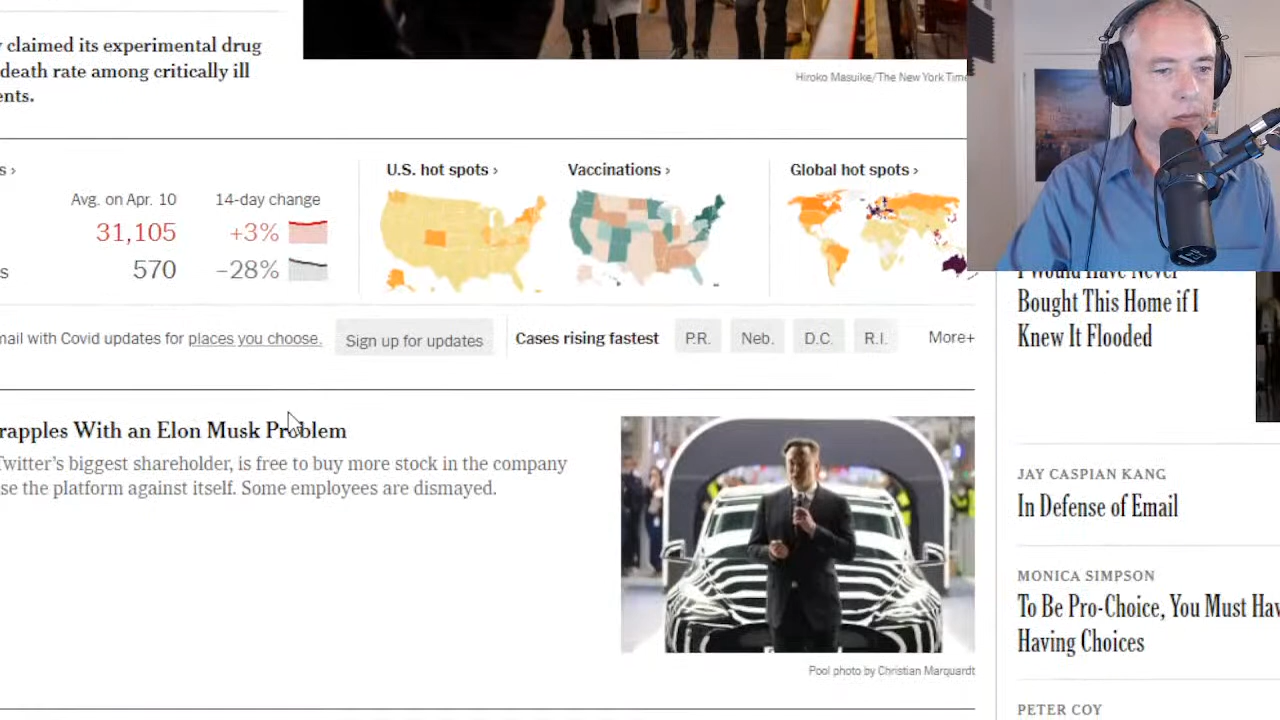 claimed its experimental drug
death rate among critically ill
ents.
Hiroko Masuike/The New York Time
s ›
Avg. on Apr. 10
14-day change
31,105
+3%
s
570
–28%
U.S. hot spots ›
Vaccinations ›
Global hot spots ›
mail with Covid updates for places you choose.
Sign up for updates
Cases rising fastest
P.R.
Neb.
D.C.
R.I.
More+
rapples With an Elon Musk Problem
Twitter's biggest shareholder, is free to buy more stock in the company
se the platform against itself. Some employees are dismayed.
Pool photo by Christian Marquardt
I Would Have Never
Bought This Home if I
Knew It Flooded
JAY CASPIAN KANG
In Defense of Email
MONICA SIMPSON
To Be Pro-Choice, You Must Hav
Having Choices
PETER COY